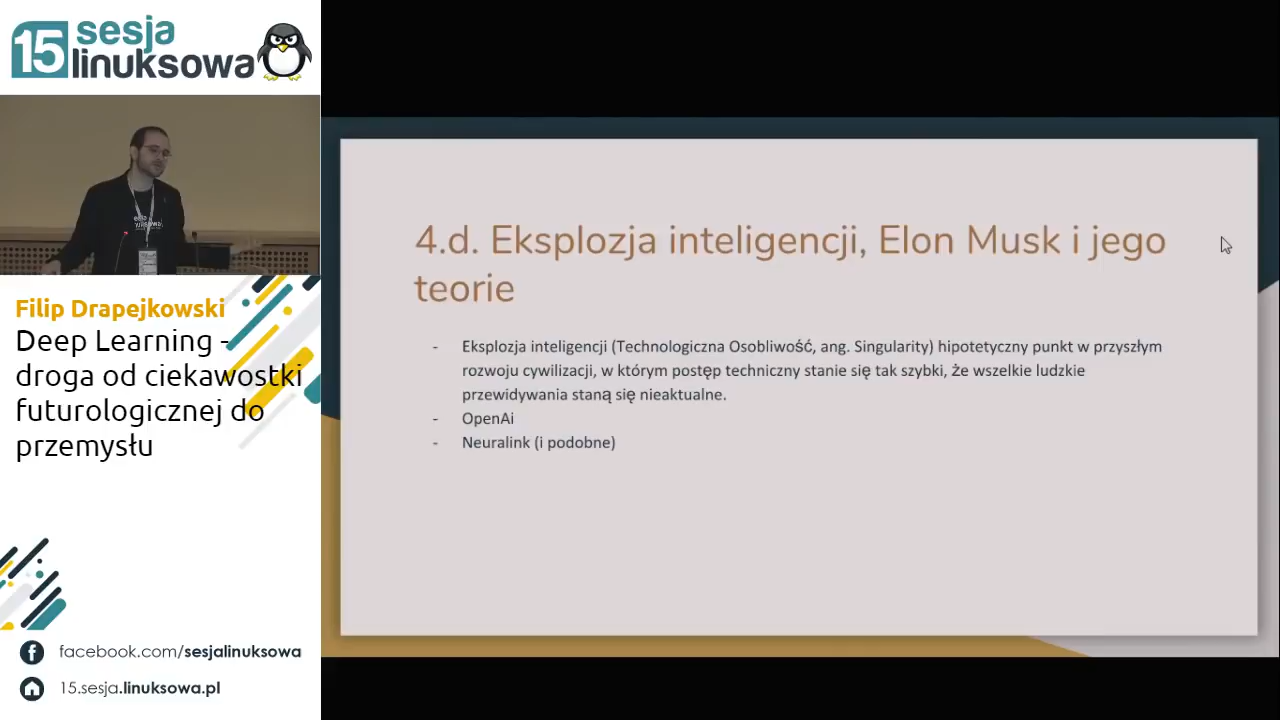 15 sesja
linuksowa
Filip Drapejkowski
Deep Learning -
droga od ciekawostki
futurologicznej do
przemysłu
facebook.com/sesjalinuksowa
15.sesja.linuksowa.pl
4.d. Eksplozja inteligencji, Elon Musk i jego
teorie
- Eksplozja inteligencji (Technologiczna Osobliwość, ang. Singularity) hipotetyczny punkt w przyszłym
rozwoju cywilizacji, w którym postęp techniczny stanie się tak szybki, że wszelkie ludzkie
przewidywania staną się nieaktualne.
- OpenAi
- Neuralink (i podobne)